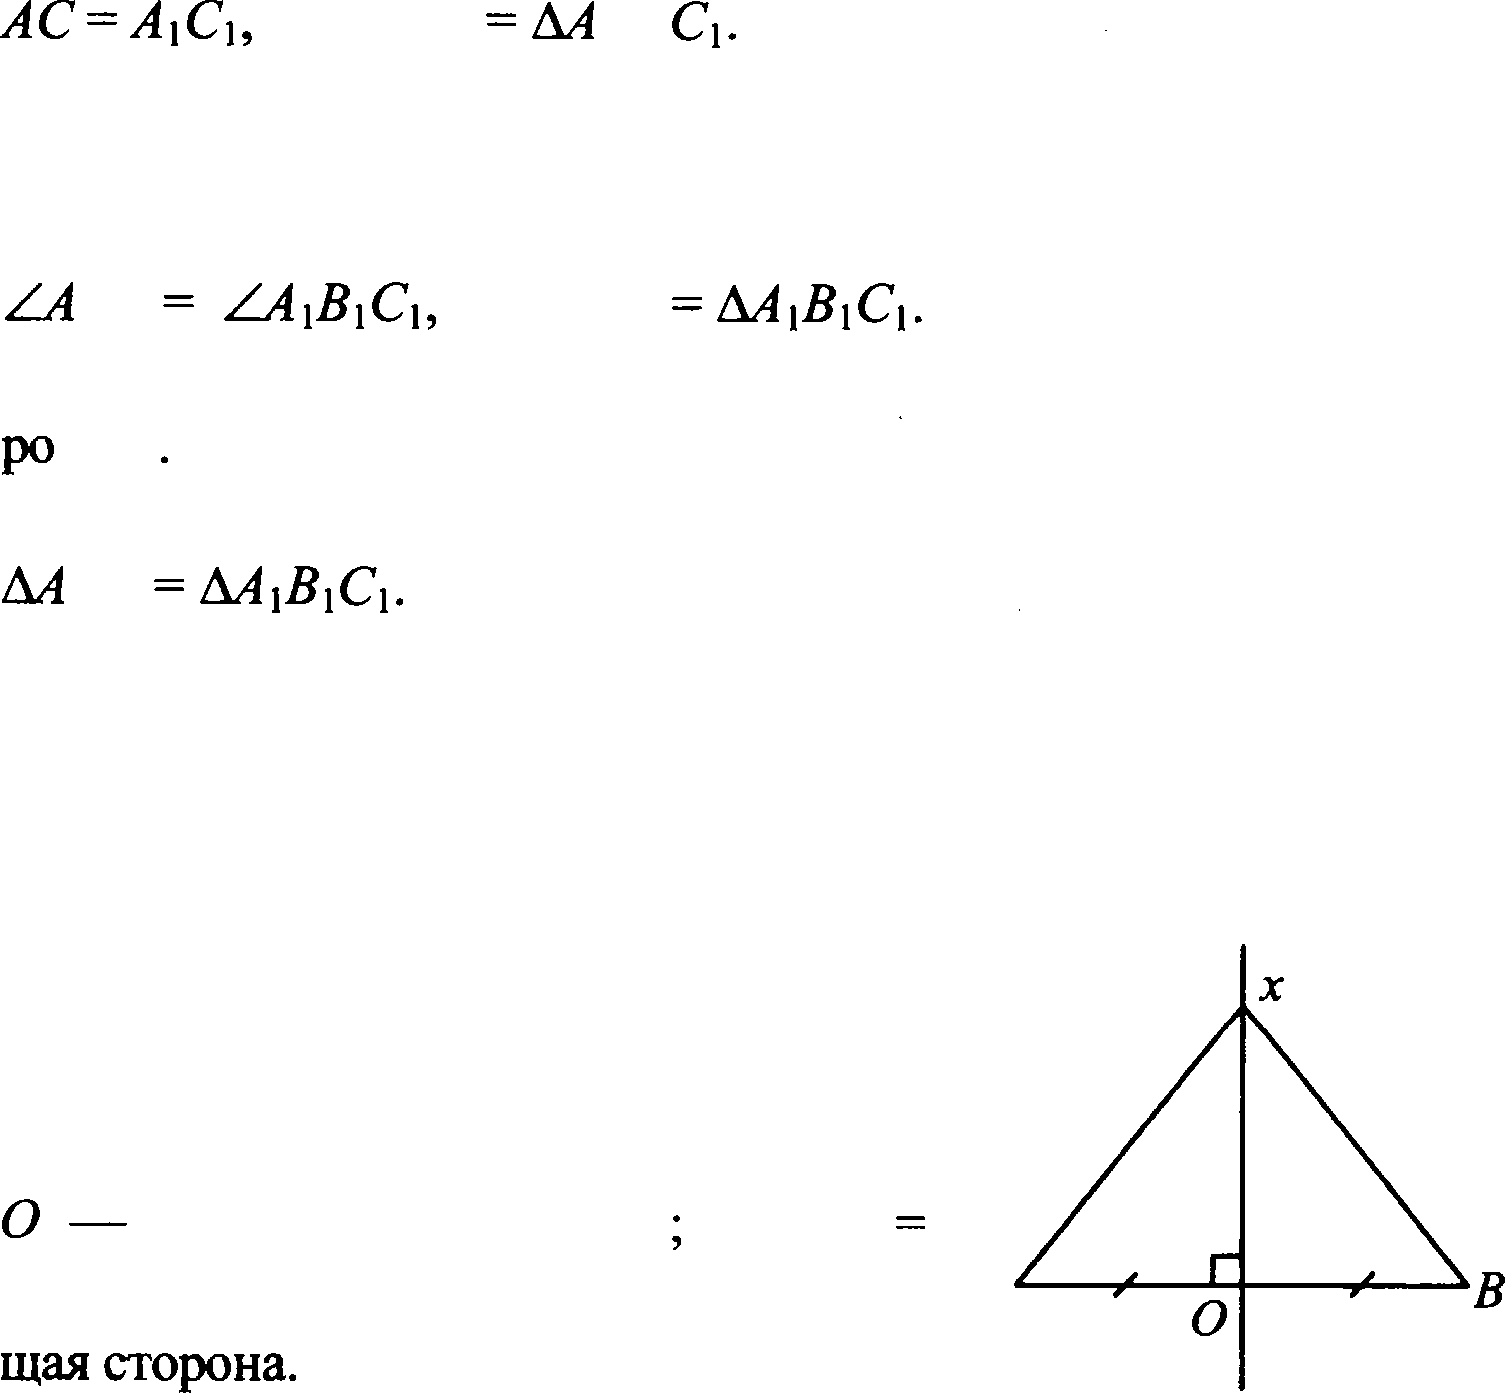 AC = A₁C₁, = ΔA C₁.
∠A = ∠A₁B₁C₁, = ΔA₁B₁C₁.
ро .
ΔA = ΔA₁B₁C₁.
x
O — ; =
B
O
щая сторона.